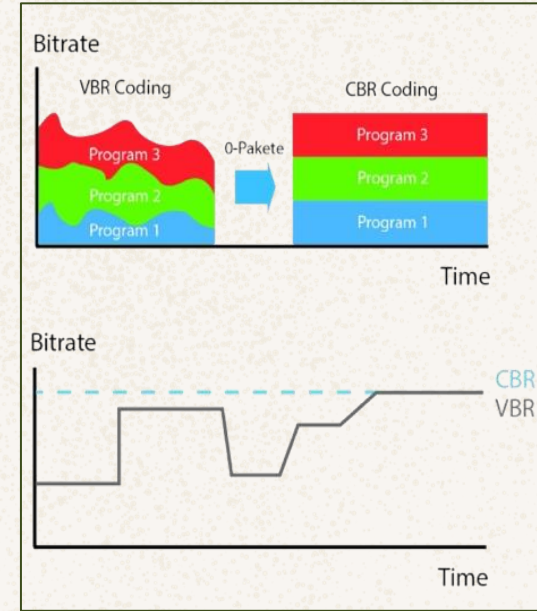 Bitrate
VBR Coding
CBR Coding
Program 3
Program 2
Program 1
0-Pakete
Program 3
Program 2
Program 1
Time
Bitrate
CBR
VBR
Time